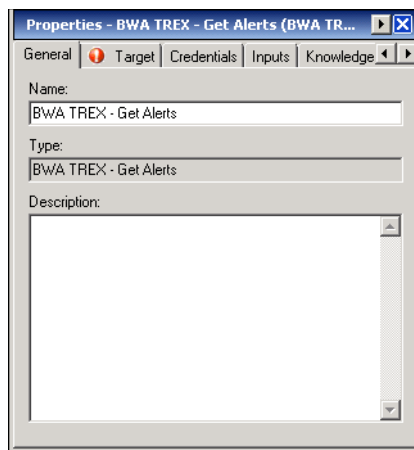 Properties - BWA TREX - Get Alerts (BWA TR...
General Target Credentials Inputs Knowledge
Name:
BWA TREX - Get Alerts
Type:
BWA TREX - Get Alerts
Description: